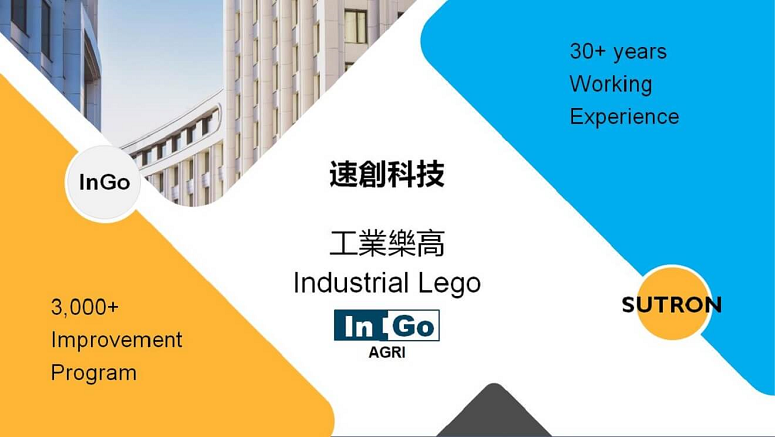 30+ years
Working
Experience
InGo
速創科技
工業樂高
Industrial Lego
SUTRON
3,000+
Improvement
Program
In Go
AGRI